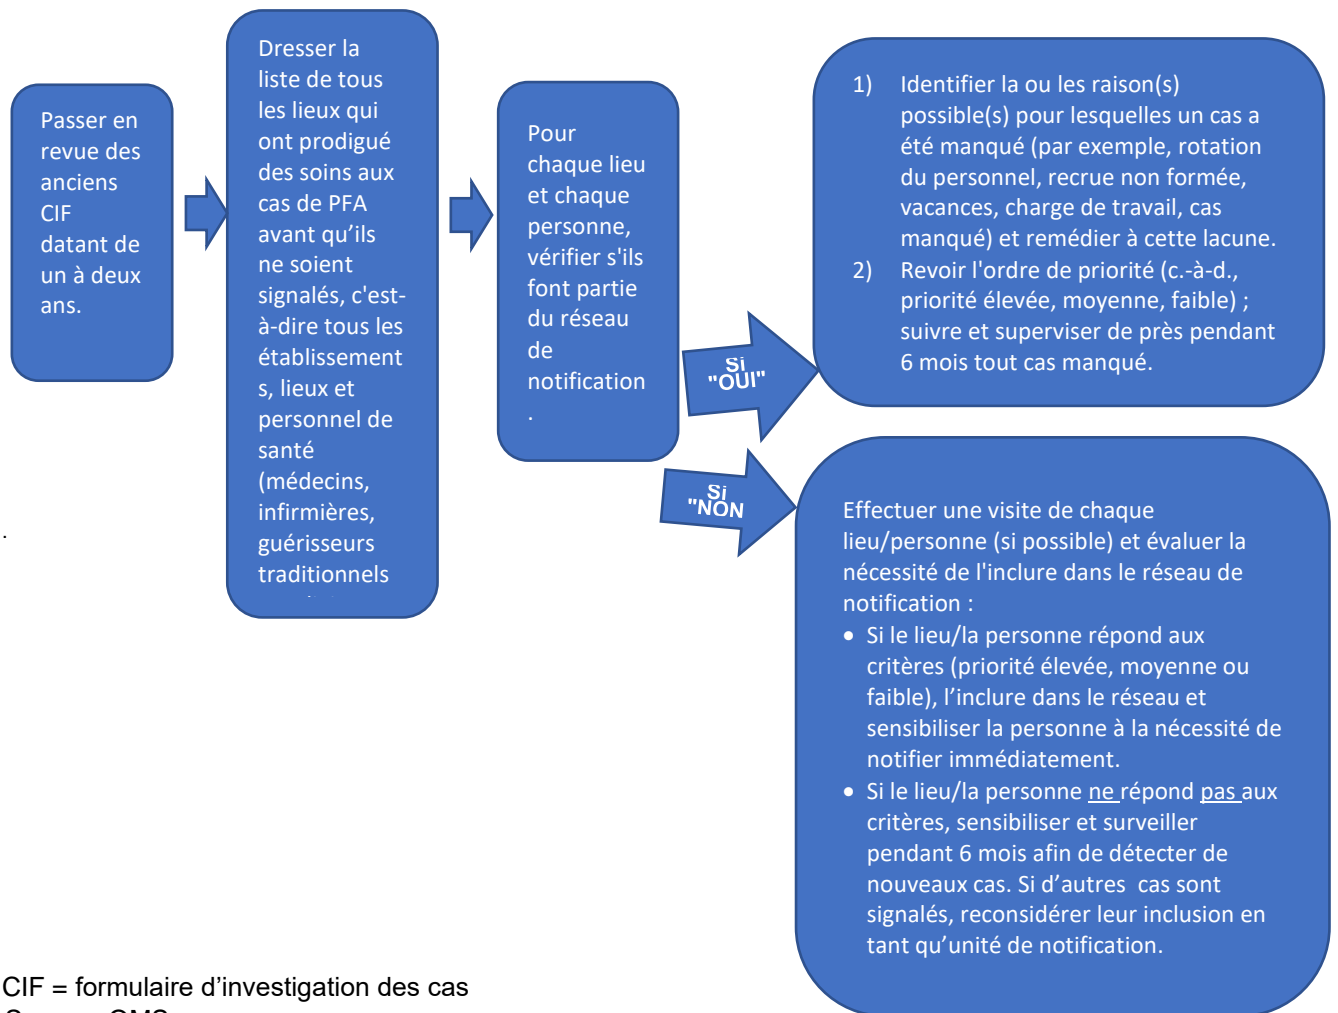 Passer en
revue des
anciens
CIF
datant de
un à deux
ans.
Dresser la
liste de tous
les lieux qui
ont prodigué
des soins aux
cas de PFA
avant qu’ils
ne soient
signalés, c'est-
à-dire tous les
établissement
s, lieux et
personnel de
santé
(médecins,
infirmières,
guérisseurs
traditionnels
Pour
chaque lieu
et chaque
personne,
vérifier s'ils
font partie
du réseau
de
notification
.
Si
"OUI"
1) Identifier la ou les raison(s)
possible(s) pour lesquelles un cas a
été manqué (par exemple, rotation
du personnel, recrue non formée,
vacances, charge de travail, cas
manqué) et remédier à cette lacune.
2) Revoir l'ordre de priorité (c.-à-d.,
priorité élevée, moyenne, faible) ;
suivre et superviser de près pendant
6 mois tout cas manqué.
Si
"NON
Effectuer une visite de chaque
lieu/personne (si possible) et évaluer la
nécessité de l'inclure dans le réseau de
notification :
• Si le lieu/la personne répond aux
critères (priorité élevée, moyenne ou
faible), l’inclure dans le réseau et
sensibiliser la personne à la nécessité de
notifier immédiatement.
• Si le lieu/la personne ne répond pas aux
critères, sensibiliser et surveiller
pendant 6 mois afin de détecter de
nouveaux cas. Si d’autres cas sont
signalés, reconsidérer leur inclusion en
tant qu’unité de notification.
.
CIF = formulaire d’investigation des cas